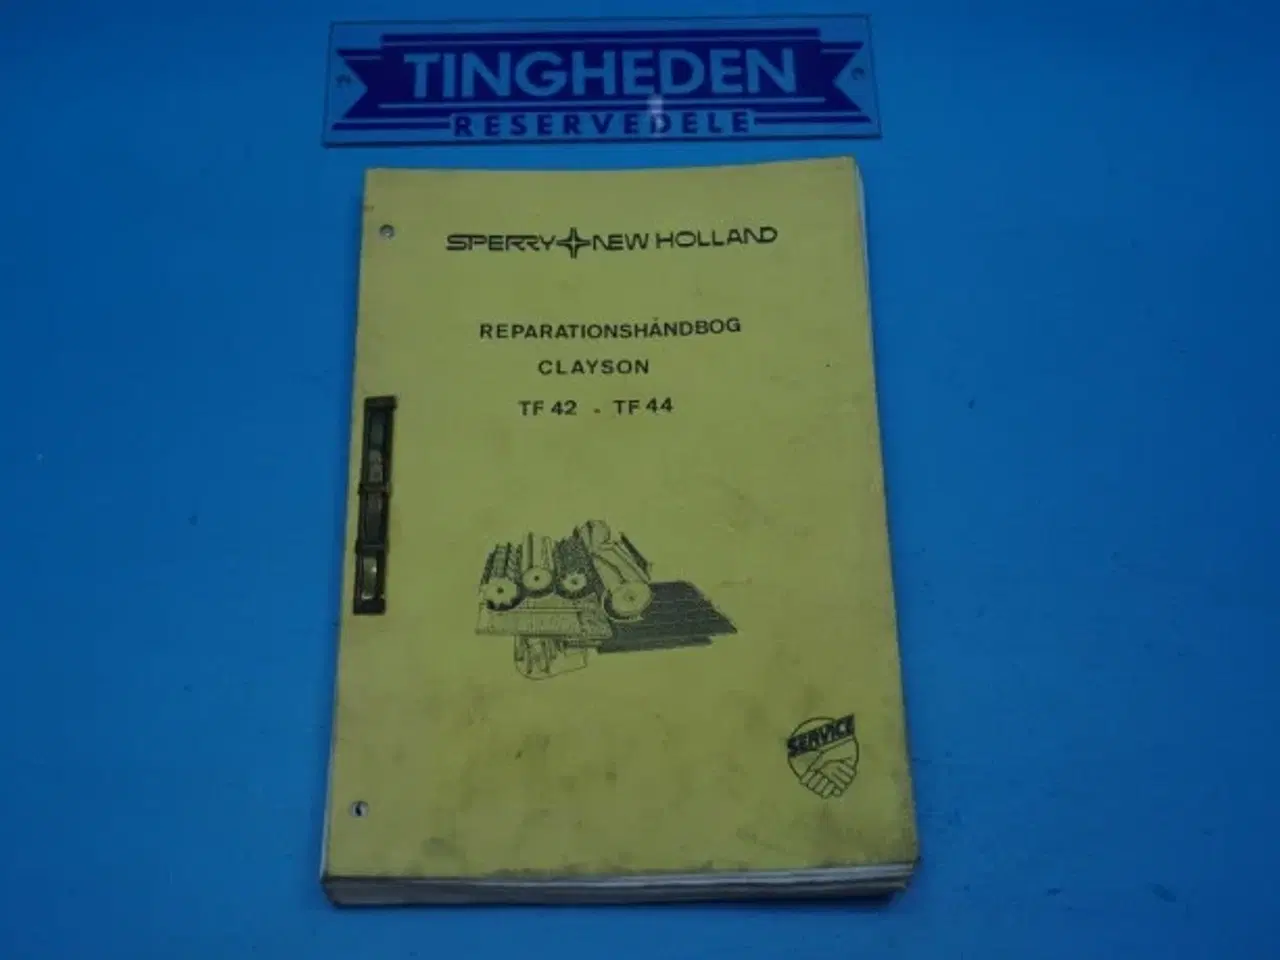 TINGHEDEN
RESERVEDELE
SPERRY NEW HOLLAND
REPARATIONSHÅNDBOG
CLAYSON
TF 42 - TF 44
SERVICE